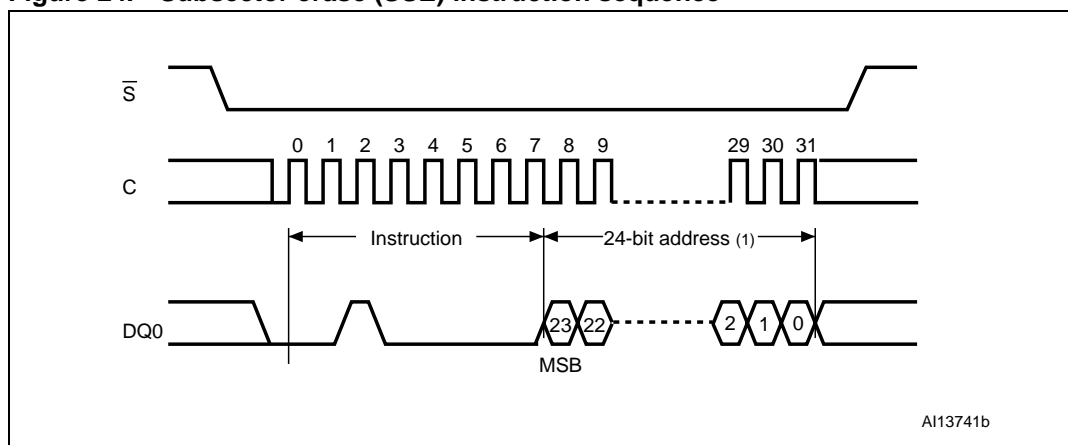 Figure 24. Subsector erase (SSE) instruction sequence
S
0 1 2 3 4 5 6 7 8 9 29 30 31
C
Instruction 24-bit address (1)
DQ0 23 22 2 1 0
MSB
AI13741b